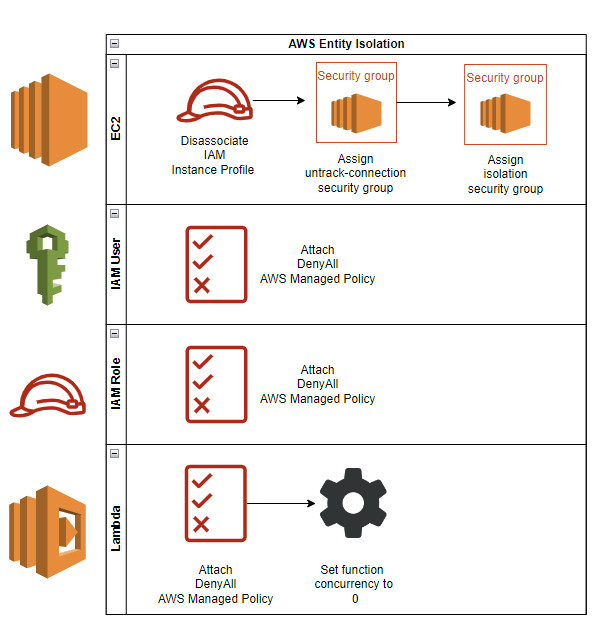 AWS Entity Isolation
EC2
Security group
Security group
Disassociate
IAM
Instance Profile
Assign
untrack-connection
security group
Assign
isolation
security group
IAM User
Attach
DenyAll
AWS Managed Policy
IAM Role
Attach
DenyAll
AWS Managed Policy
Lambda
Attach
DenyAll
AWS Managed Policy
Set function
concurrency to
0